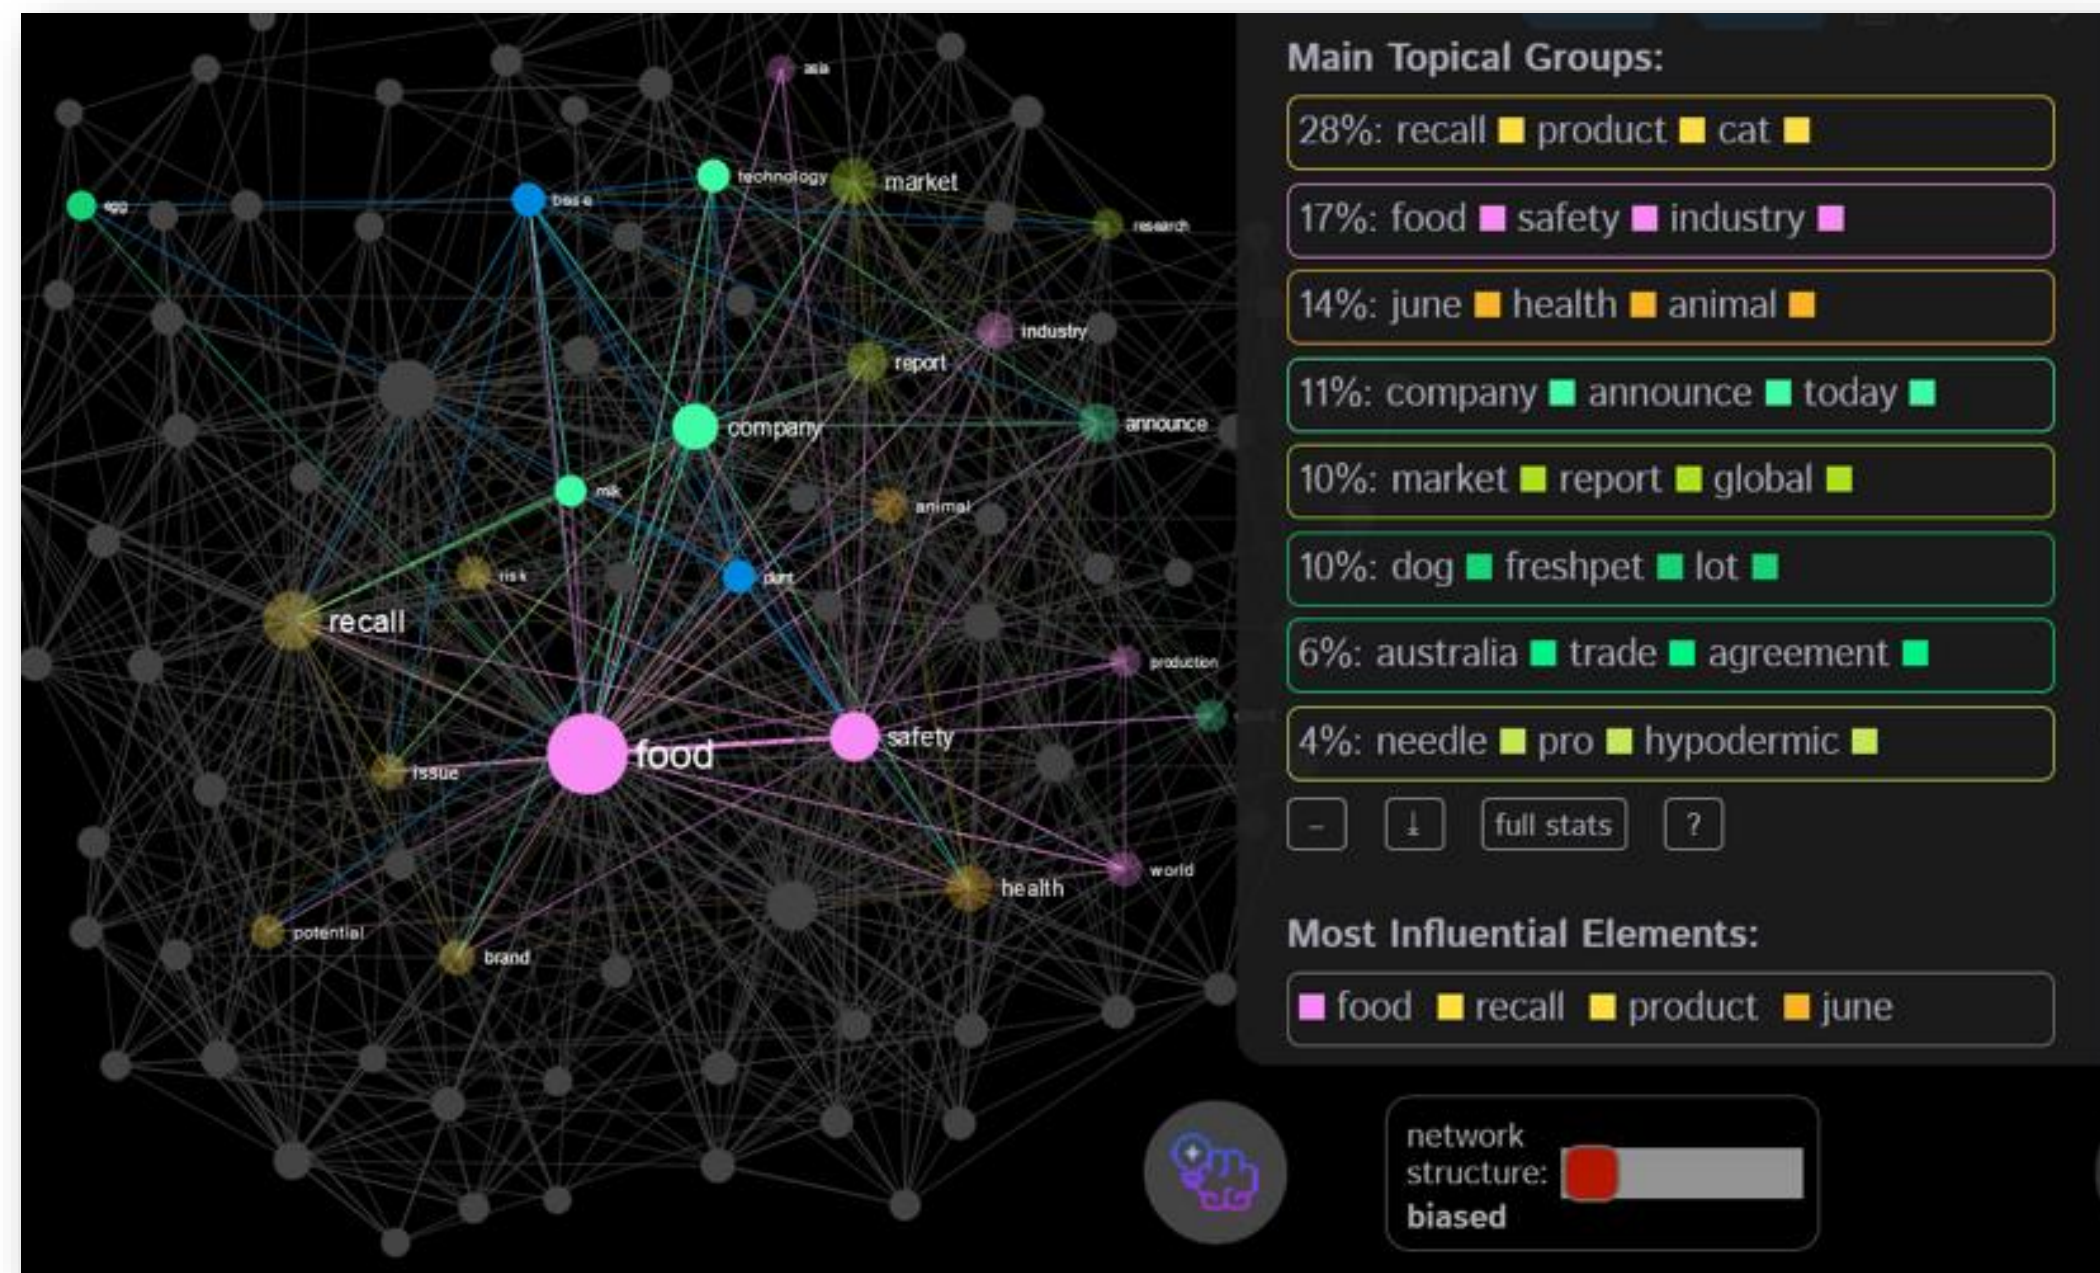 asia
technology
market
egg
base
research
industry
report
company
announce
milk
animal
risk
recall
production
food
safety
issue
world
health
potential
brand
Main Topical Groups:
28%: recall product cat
17%: food safety industry
14%: june health animal
11%: company announce today
10%: market report global
10%: dog freshpet lot
6%: australia trade agreement
4%: needle pro hypodermic
–
↓
full stats
?
Most Influential Elements:
food recall product june
network
structure:
biased